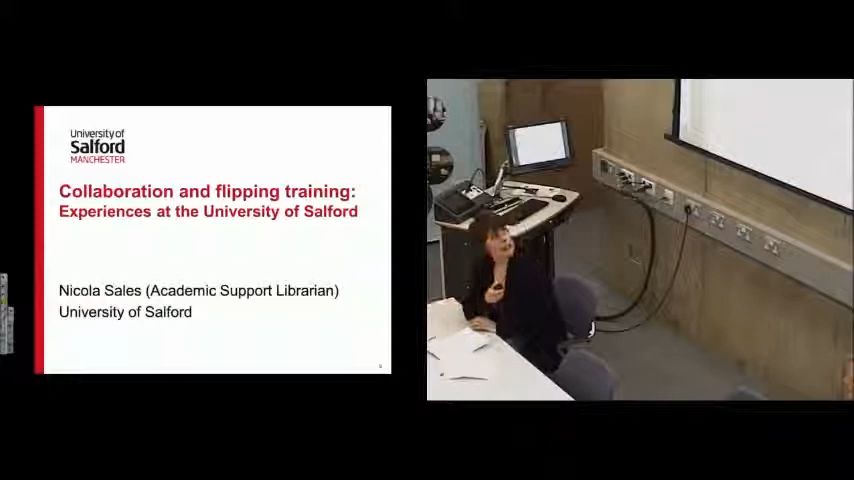 University of
Salford
MANCHESTER
Collaboration and flipping training:
Experiences at the University of Salford
Nicola Sales (Academic Support Librarian)
University of Salford